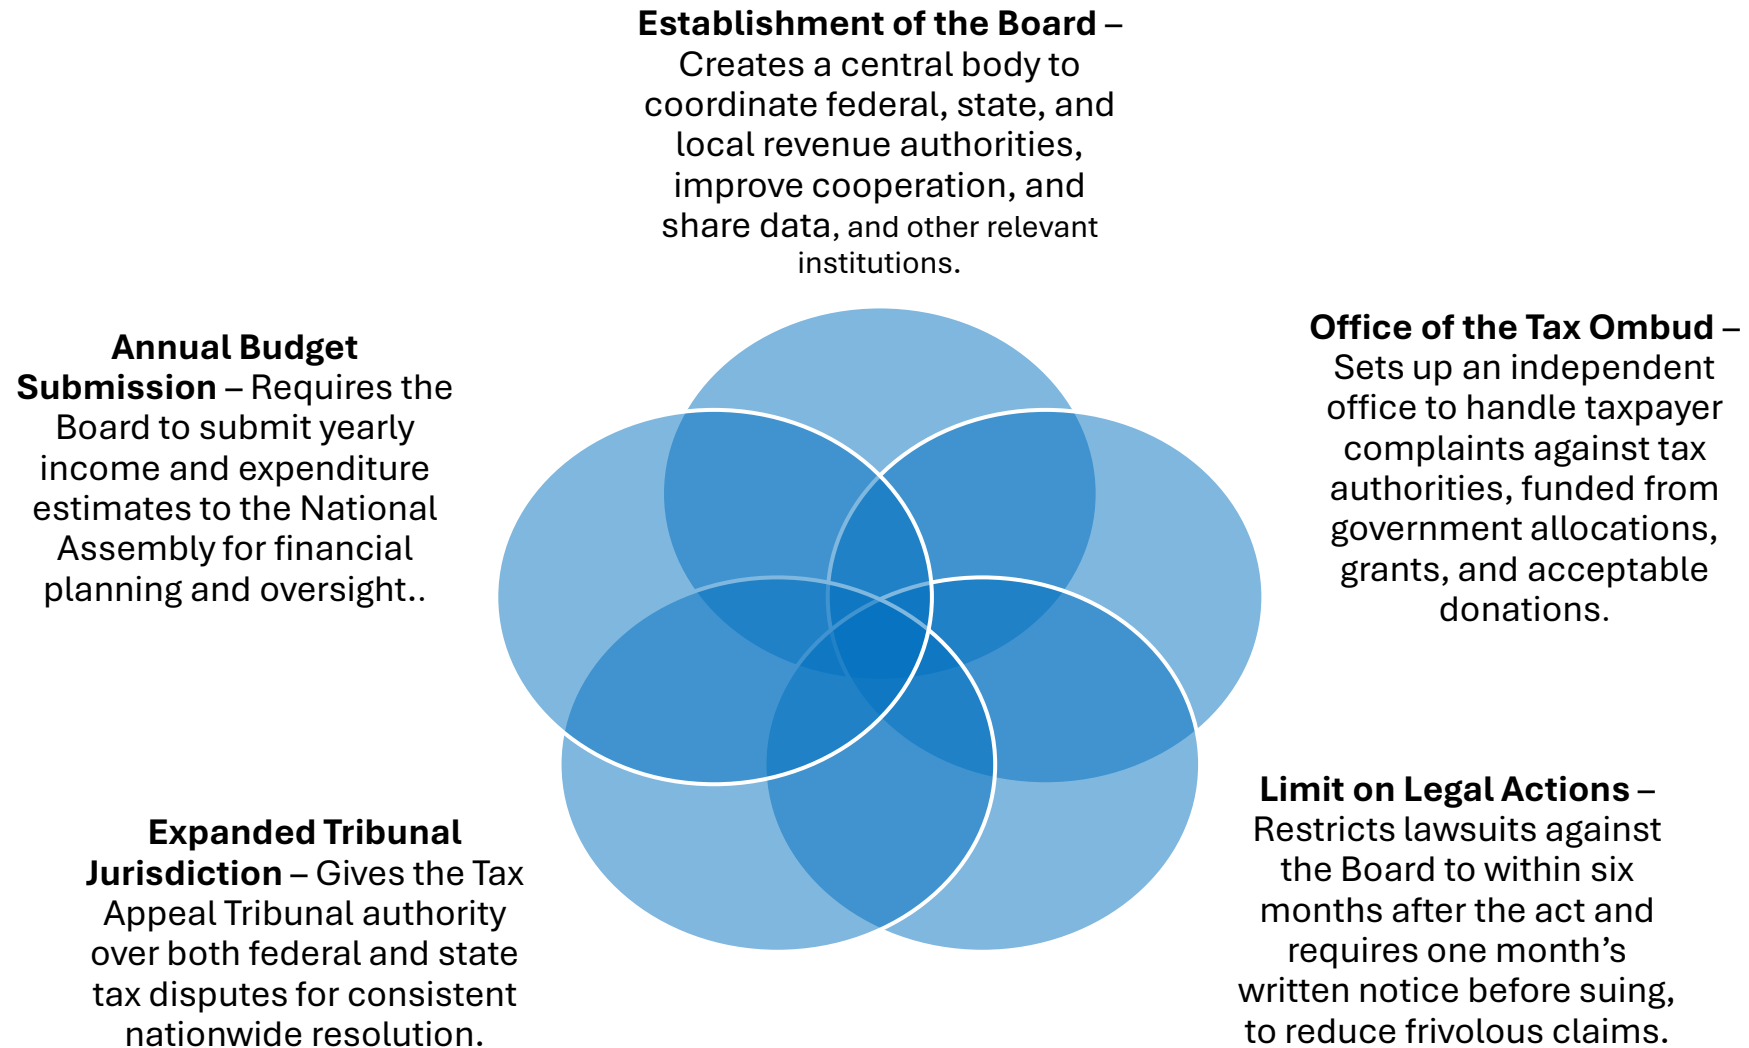 Establishment of the Board –
Creates a central body to
coordinate federal, state, and
local revenue authorities,
improve cooperation, and
share data, and other relevant
institutions.
Office of the Tax Ombud –
Sets up an independent
office to handle taxpayer
complaints against tax
authorities, funded from
government allocations,
grants, and acceptable
donations.
Limit on Legal Actions –
Restricts lawsuits against
the Board to within six
months after the act and
requires one month’s
written notice before suing,
to reduce frivolous claims.
Expanded Tribunal
Jurisdiction – Gives the Tax
Appeal Tribunal authority
over both federal and state
tax disputes for consistent
nationwide resolution.
Annual Budget
Submission – Requires the
Board to submit yearly
income and expenditure
estimates to the National
Assembly for financial
planning and oversight..